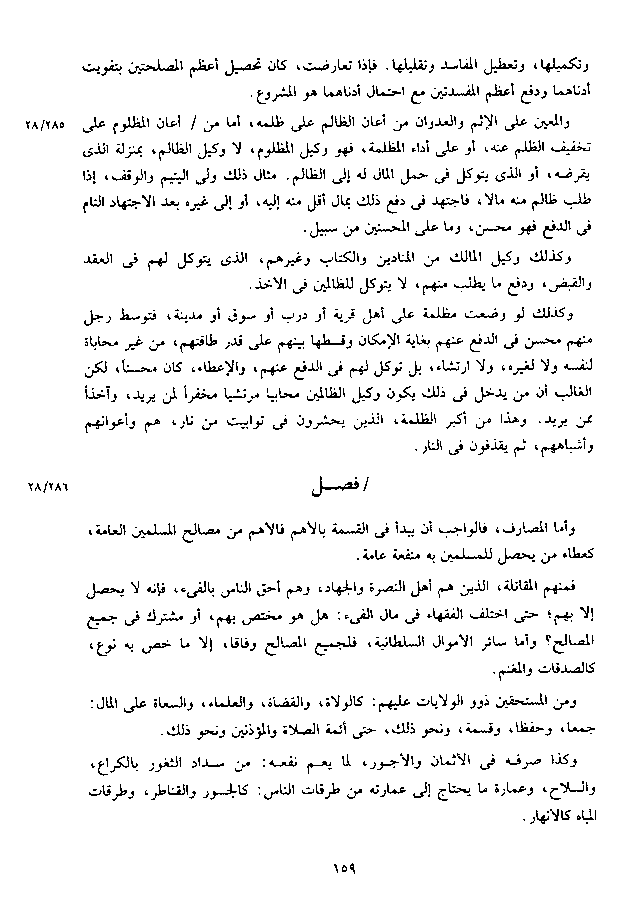 وتكميلها، وتعطيل المفاسد وتقليلها. فإذا تعارضت، كان تحصيل أعظم المصلحتين بتفويت
أدناهما ودفع أعظم المفسدتين مع احتمال أدناهما هو المشروع.
والمعين على الإثم والعدوان من أعان الظالم على ظلمه، أما من / أعان المظلوم على ٢٨/٢٨٥
تخفيف الظلم عنه، أو على أداء المظلمة، فهو وكيل المظلوم، لا وكيل الظالم، بمنزلة الذى
يقرضه، أو الذى يتوكل فى حمل المال له إلى الظالم. مثال ذلك ولي اليتيم والوقف، إذا
طلب ظالم منه مالا، فاجتهد فى دفع ذلك بمال أقل منه إليه، أو إلى غيره بعد الاجتهاد التام
فى الدفع فهو محسن، وما على المحسنين من سبيل.
وكذلك وكيل المالك من المنادين والكتاب وغيرهم، الذى يتوكل لهم فى العقد
والقبض، ودفع ما يطلب منهم، لا يتوكل للظالمين فى الأخذ.
وكذلك لو وضعت مظلمة على أهل قرية أو درب أو سوق أو مدينة، فتوسط رجل
منهم محسن فى الدفع عنهم بغاية الإمكان وقسطها بينهم على قدر طاقتهم، من غير محاباة
لنفسه ولا لغيره، ولا ارتشاء، بل توكل لهم فى الدفع عنهم، والإعطاء، كان محسناً، لكن
الغالب أن من يدخل فى ذلك يكون وكيل الظالمين محابيا مرتشيا مخفراً لمن يريد، وآخذاً
ممن يريد. وهذا من أكبر الظلمة، الذين يحشرون فى توابيت من نار، هم وأعوانهم
وأشباههم، ثم يقذفون فى النار.
/ فصــل ٢٨/٢٨٦
وأما المصارف، فالواجب أن يبدأ فى القسمة بالأهم فالأهم من مصالح المسلمين العامة،
كعطاء من يحصل للمسلمين به منفعة عامة.
فمنهم المقاتلة، الذين هم أهل النصرة والجهاد، وهم أحق الناس بالفىء، فإنه لا يحصل
إلا بهم؛ حتى اختلف الفقهاء فى مال الفىء: هل هو مختص بهم، أو مشترك فى جميع
المصالح؟ وأما سائر الأموال السلطانية، فلجميع المصالح وفاقا، إلا ما خص به نوع،
كالصدقات والمغنم.
ومن المستحقين ذوو الولايات عليهم: كالولاة، والقضاة، والعلماء، والسعاة على المال:
جمعا، وحفظا، وقسمة، ونحو ذلك، حتى أئمة الصلاة والمؤذنين ونحو ذلك.
وكذا صرفه فى الأثمان والأجور، لما يعم نفعه: من سداد الثغور بالكراع،
والسلاح، وعمارة ما يحتاج إلى عمارته من طرقات الناس: كالجسور والقناطر، وطرقات
المياه كالأنهار.
١٥٩